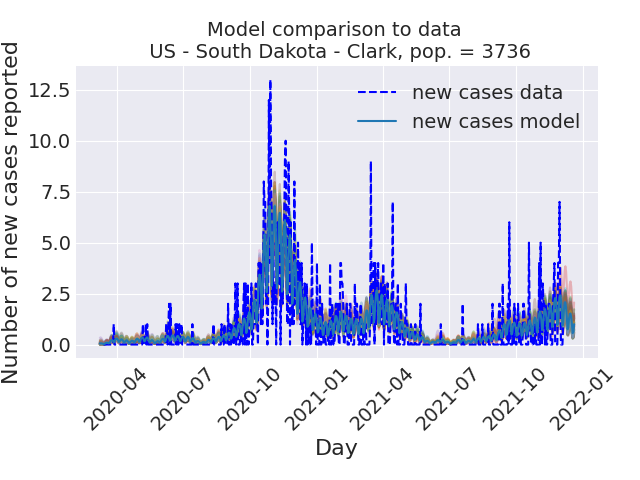 Model comparison to data
US - South Dakota - Clark, pop. = 3736
Number of new cases reported
12.5
10.0
7.5
5.0
2.5
0.0
new cases data
new cases model
2020-04
2020-07
2020-10
2021-01
2021-04
2021-07
2021-10
2022-01
Day